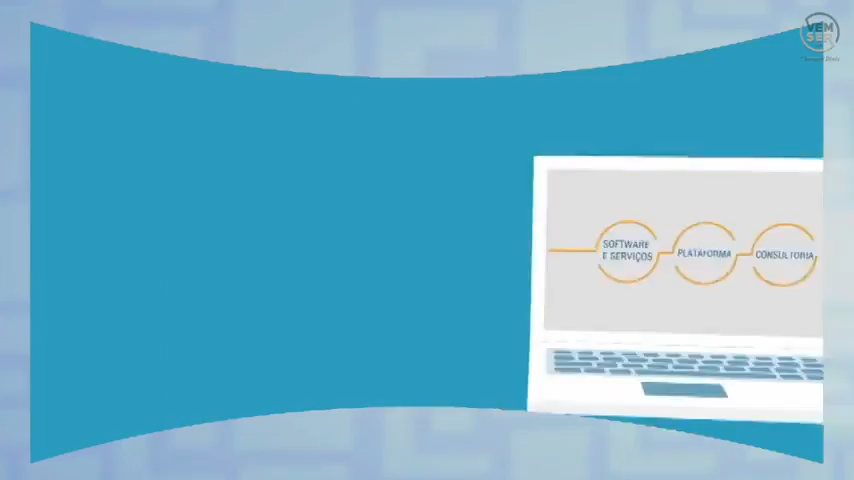 VEM
SER
SOFTWARE
E SERVIÇOS
PLATAFORMA
CONSULTORIA